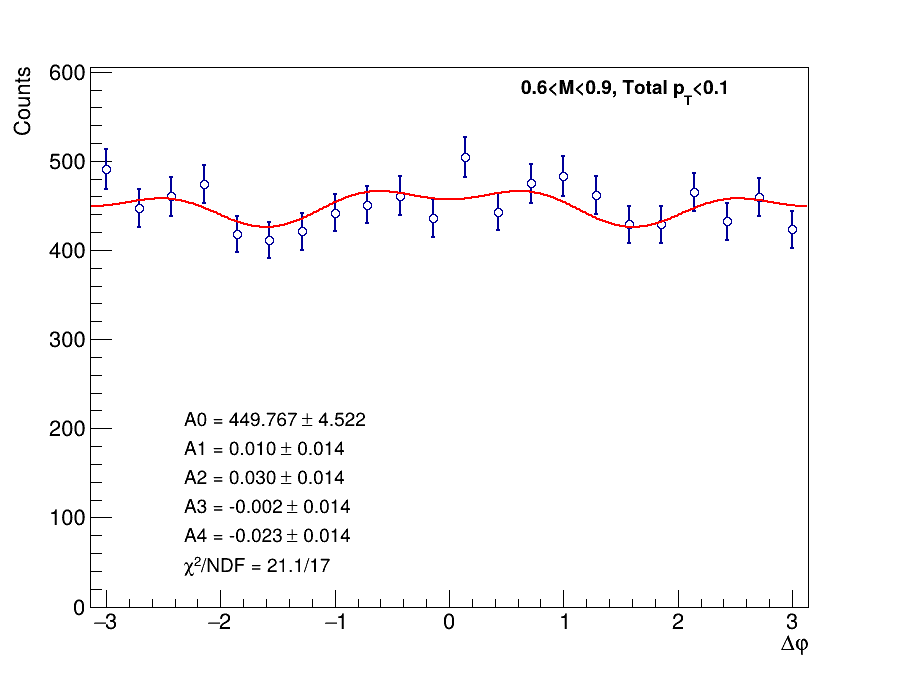 Counts
600
500
400
300
200
100
0
0.6<M<0.9, Total p_T<0.1
A0 = 449.767 ± 4.522
A1 = 0.010 ± 0.014
A2 = 0.030 ± 0.014
A3 = -0.002 ± 0.014
A4 = -0.023 ± 0.014
χ²/NDF = 21.1/17
−3 −2 −1 0 1 2 3
Δφ